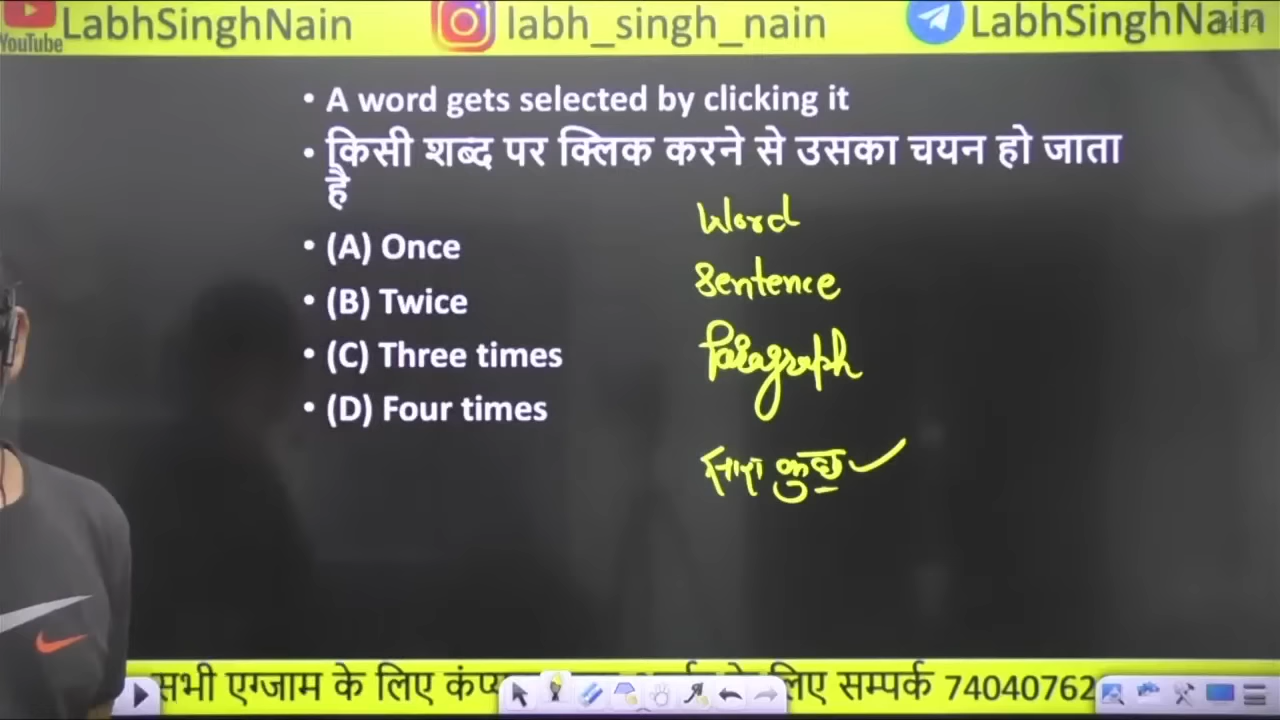 YouTube LabhSinghNain labh_singh_nain LabhSinghNain
• A word gets selected by clicking it
• किसी शब्द पर क्लिक करने से उसका चयन हो जाता
है
• (A) Once
• (B) Twice
• (C) Three times
• (D) Four times
Word
Sentence
Paragraph
सारा कुछ
सभी एग्जाम के लिए लिए सम्पर्क 74040762